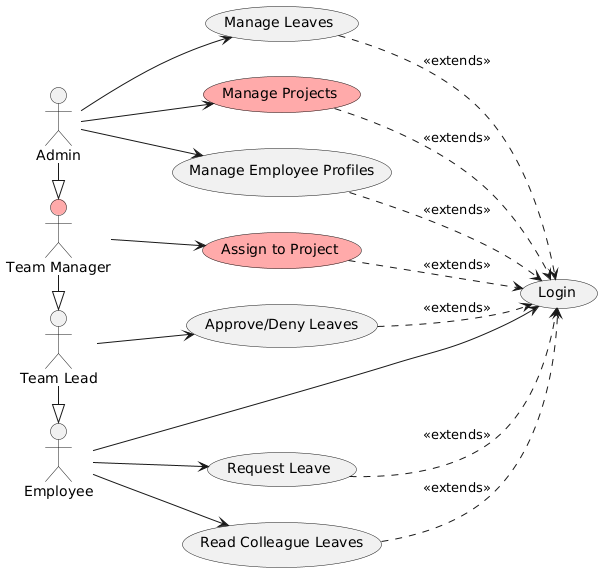 Manage Leaves
«extends»
Manage Projects
Admin
«extends»
Manage Employee Profiles
«extends»
Team Manager
Assign to Project
«extends»
Login
Approve/Deny Leaves
«extends»
Team Lead
«extends»
Request Leave
Employee
«extends»
Read Colleague Leaves